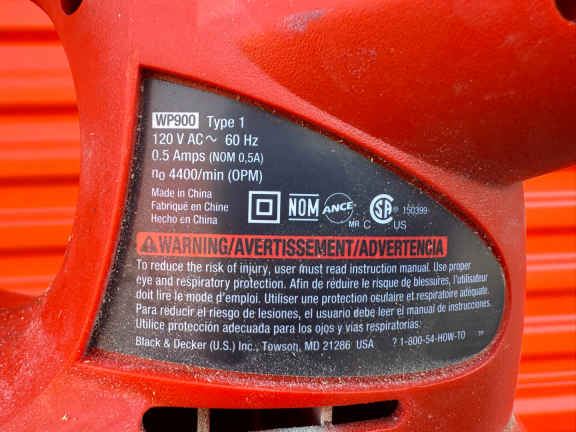 WP900 Type 1
120 V AC~ 60 Hz
0.5 Amps (NOM 0,5A)
no 4400/min (OPM)
Made in China
Fabriqué en Chine
Hecho en China
NOM ANCE MR C SA US 150399
WARNING/AVERTISSEMENT/ADVERTENCIA
To reduce the risk of injury, user must read instruction manual. Use proper
eye and respiratory protection. Afin de réduire le risque de blessures, l'utilisateur
doit lire le mode d'emploi. Utiliser une protection oculaire et respiratoire adéquate.
Para reducir el riesgo de lesiones, el usuario debe leer el manual de instrucciones.
Utilice protección adecuada para los ojos y vías respiratorias.
Black & Decker (U.S.) Inc., Towson, MD 21286 USA ? 1-800-54-HOW-TO